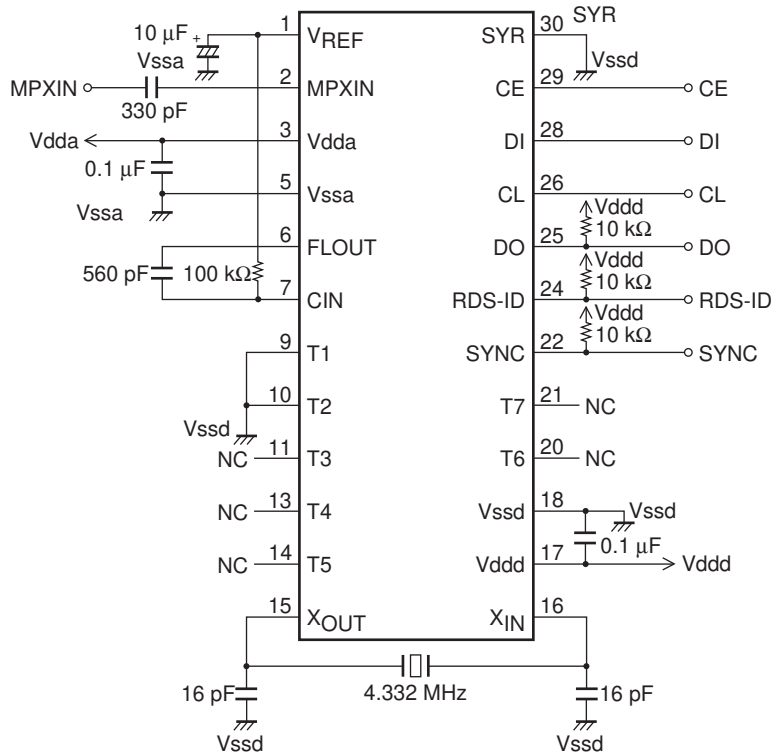 SYR
1
VREF
SYR
30
10 µF
+
Vssa
Vssd
MPXIN
2
MPXIN
CE
29
CE
330 pF
Vdda
3
Vdda
DI
28
DI
0.1 µF
5
Vssa
CL
26
CL
Vssa
Vddd
10 kΩ
6
FLOUT
DO
25
DO
560 pF
100 kΩ
Vddd
10 kΩ
7
CIN
RDS-ID
24
RDS-ID
Vddd
10 kΩ
9
T1
SYNC
22
SYNC
10
T2
T7
21
NC
Vssd
NC
11
T3
T6
20
NC
NC
13
T4
Vssd
18
Vssd
0.1 µF
NC
14
T5
Vddd
17
Vddd
15
XOUT
XIN
16
16 pF
4.332 MHz
16 pF
Vssd
Vssd